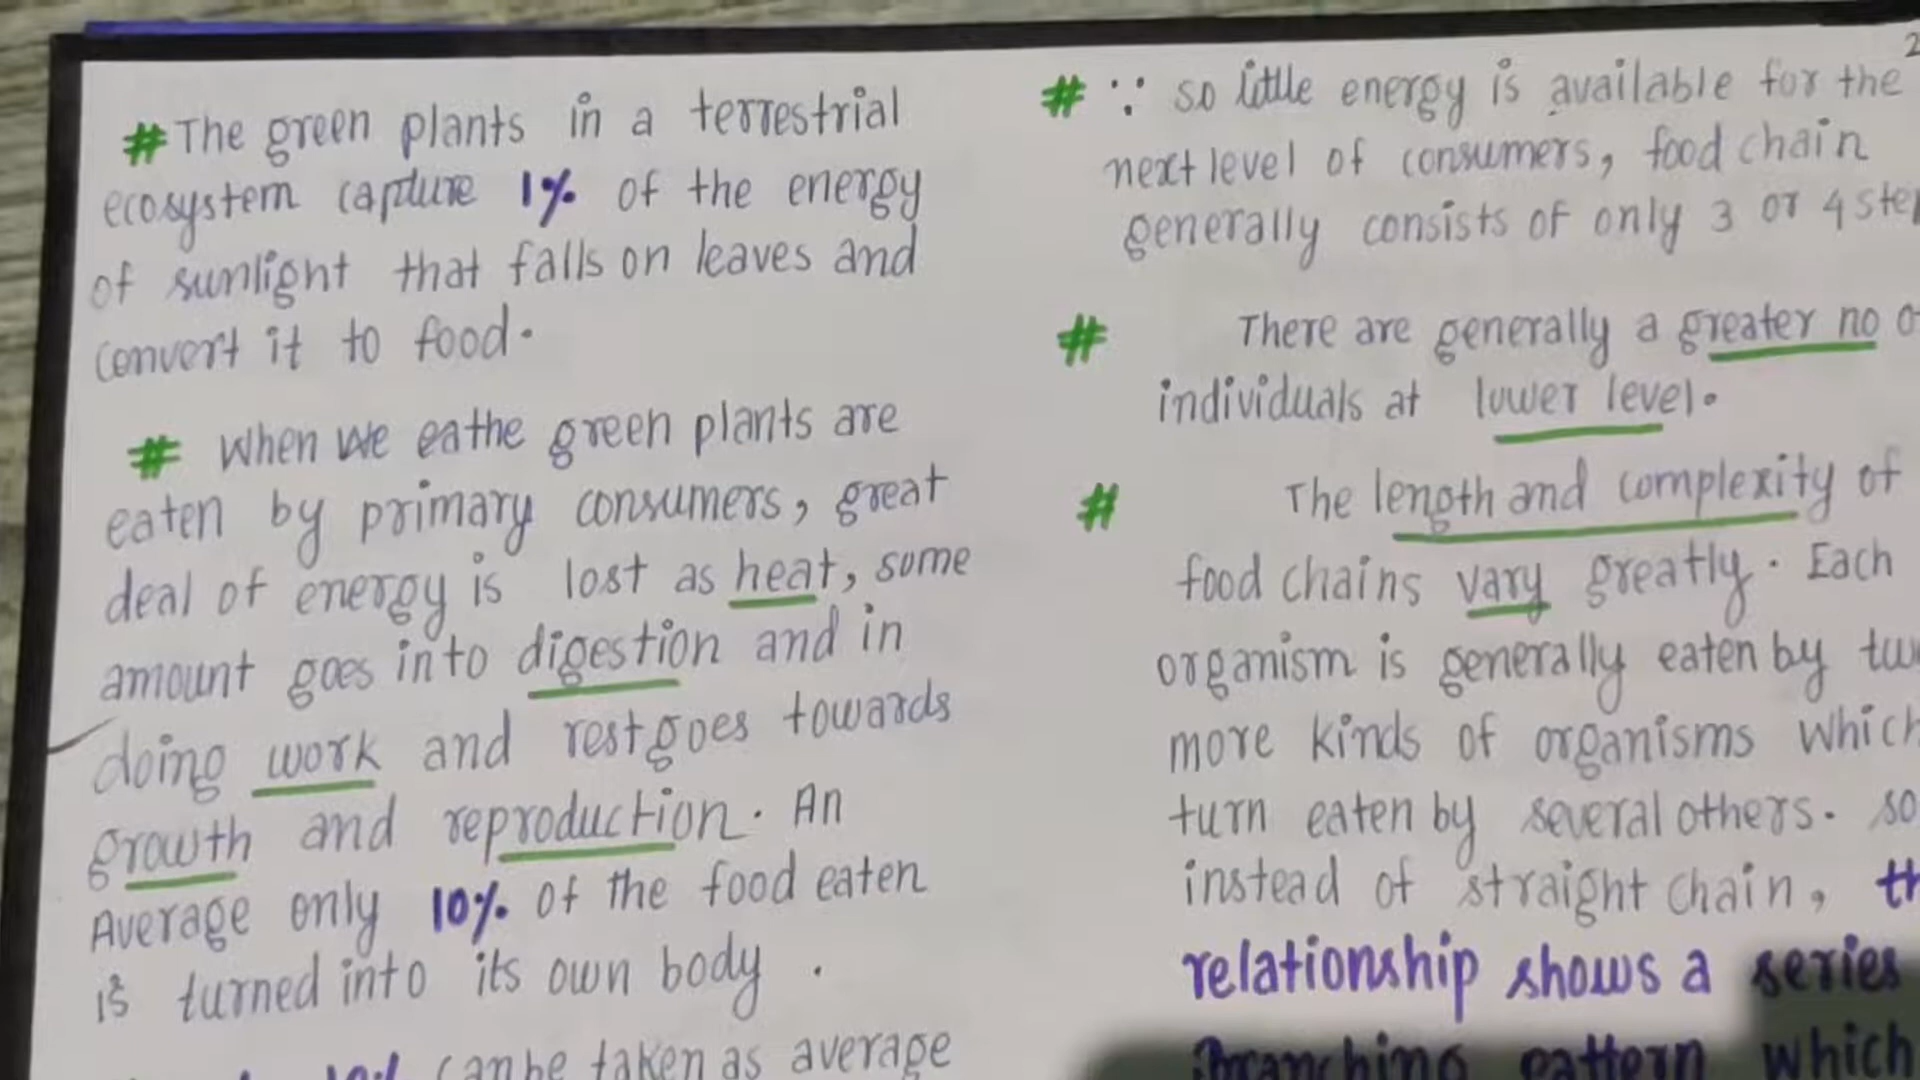 # The green plants in a terrestrial
ecosystem capture 1% of the energy
of sunlight that falls on leaves and
convert it to food.
# When we eathe green plants are
eaten by primary consumers, great
deal of energy is lost as heat, some
amount goes into digestion and in
doing work and rest goes towards
growth and reproduction. An
Average only 10% of the food eaten
is turned into its own body.
10% can be taken as average
2
# ∵ so little energy is available for the
next level of consumers, food chain
generally consists of only 3 or 4
# There are generally a greater no
individuals at lower level.
# The length and complexity of
food chains vary greatly. Each
organism is generally eaten by
more kinds of organisms which
turn eaten by several others. so
instead of straight chain,
relationship shows a series
Branching pattern which